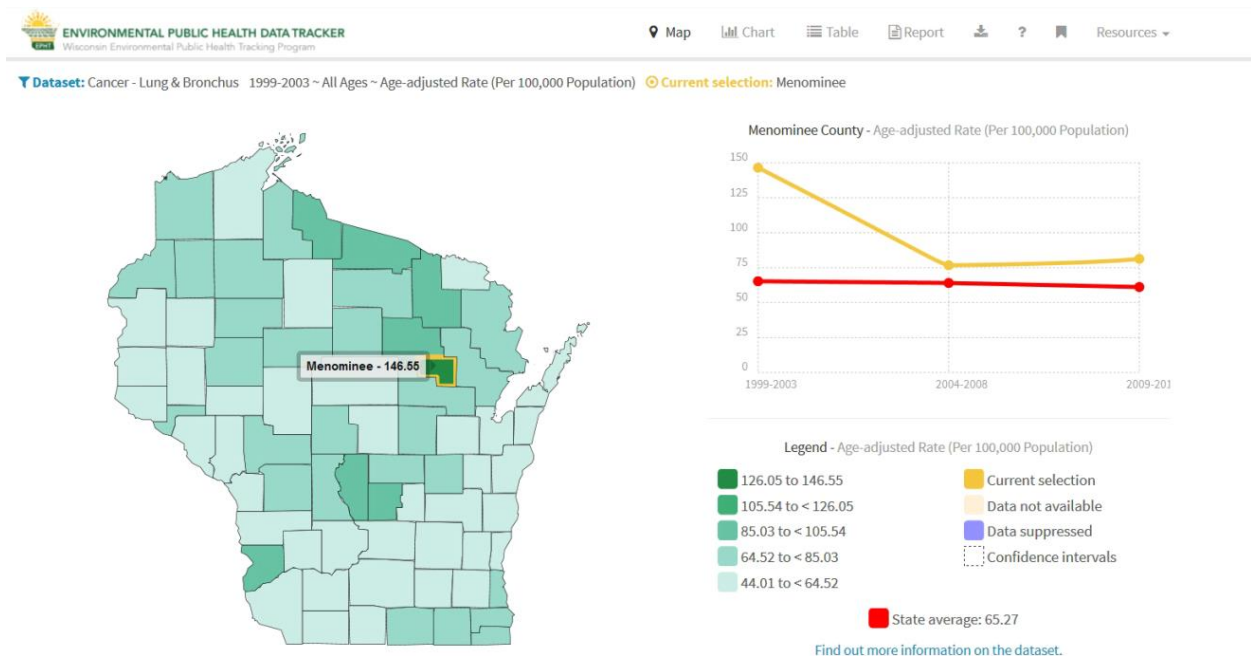 ENVIRONMENTAL PUBLIC HEALTH DATA TRACKER
EPHT
Wisconsin Environmental Public Health Tracking Program
Map
Chart
Table
Report
?
Resources
Dataset: Cancer - Lung & Bronchus 1999-2003 ~ All Ages ~ Age-adjusted Rate (Per 100,000 Population)
Current selection: Menominee
Menominee - 146.55
Menominee County - Age-adjusted Rate (Per 100,000 Population)
150
125
100
75
50
25
0
1999-2003
2004-2008
2009-201
Legend - Age-adjusted Rate (Per 100,000 Population)
126.05 to 146.55
105.54 to < 126.05
85.03 to < 105.54
64.52 to < 85.03
44.01 to < 64.52
Current selection
Data not available
Data suppressed
Confidence intervals
State average: 65.27
Find out more information on the dataset.